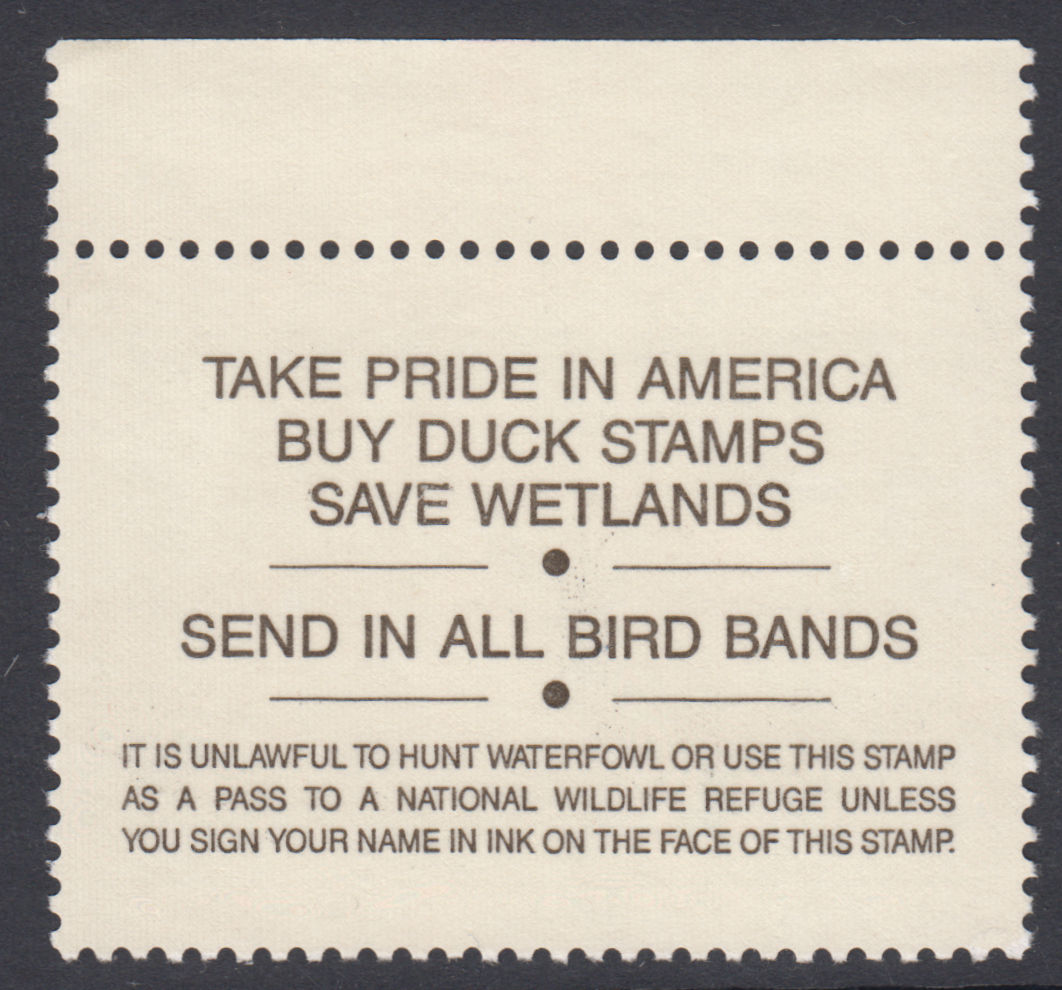 TAKE PRIDE IN AMERICA
BUY DUCK STAMPS
SAVE WETLANDS
SEND IN ALL BIRD BANDS
IT IS UNLAWFUL TO HUNT WATERFOWL OR USE THIS STAMP
AS A PASS TO A NATIONAL WILDLIFE REFUGE UNLESS
YOU SIGN YOUR NAME IN INK ON THE FACE OF THIS STAMP.